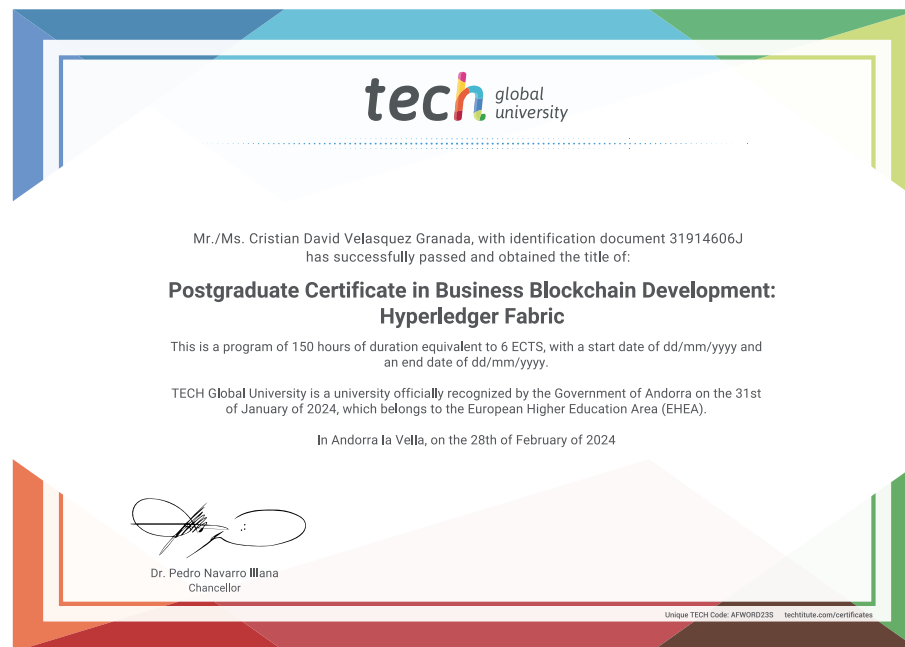 tech global
university
Mr./Ms. Cristian David Velasquez Granada, with identification document 31914606J
has successfully passed and obtained the title of:
Postgraduate Certificate in Business Blockchain Development:
Hyperledger Fabric
This is a program of 150 hours of duration equivalent to 6 ECTS, with a start date of dd/mm/yyyy and
an end date of dd/mm/yyyy.
TECH Global University is a university officially recognized by the Government of Andorra on the 31st
of January of 2024, which belongs to the European Higher Education Area (EHEA).
In Andorra la Vella, on the 28th of February of 2024
Dr. Pedro Navarro Illana
Chancellor
Unique TECH Code: AFWORD23S techtitute.com/certificates